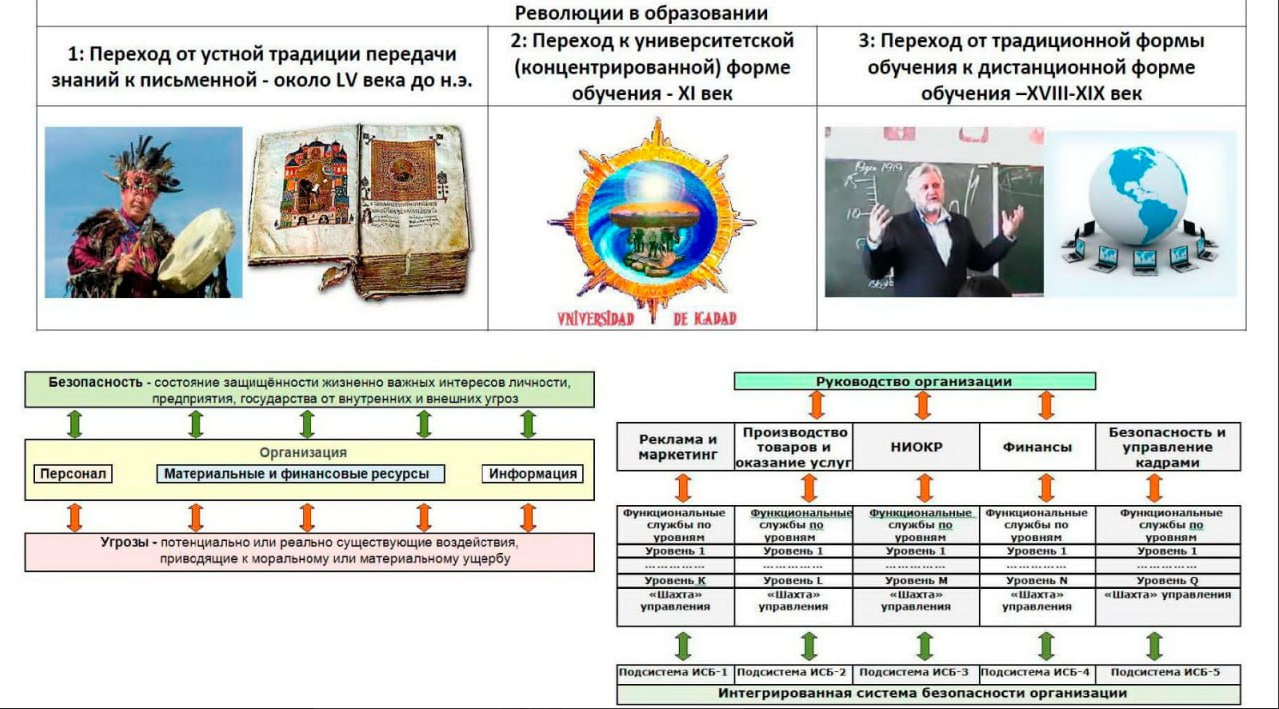 Революции в образовании
1: Переход от устной традиции передачи
знаний к письменной - около LV века до н.э.
2: Переход к университетской
(концентрированной) форме
обучения - XI век
3: Переход от традиционной формы
обучения к дистанционной форме
обучения –XVIII-XIX век
VNIVERSIDAD DE ICADAD
1919
10
Безопасность - состояние защищённости жизненно важных интересов личности,
предприятия, государства от внутренних и внешних угроз
Организация
Персонал
Материальные и финансовые ресурсы
Информация
Угрозы - потенциально или реально существующие воздействия,
приводящие к моральному или материальному ущербу
Руководство организации
Реклама и
маркетинг
Производство
товаров и
оказание услуг
НИОКР
Финансы
Безопасность и
управление
кадрами
Функциональные
службы по
уровням
Уровень 1
...............
Уровень K
«Шахта»
управления
Функциональные
службы по
уровням
Уровень 1
...............
Уровень L
«Шахта»
управления
Функциональные
службы по
уровням
Уровень 1
...............
Уровень M
«Шахта»
управления
Функциональные
службы по
уровням
Уровень 1
...............
Уровень N
«Шахта»
управления
Функциональные
службы по
уровням
Уровень 1
...............
Уровень Q
«Шахта» управления
Подсистема ИСБ-1
Подсистема ИСБ-2
Подсистема ИСБ-3
Подсистема ИСБ-4
Подсистема ИСБ-5
Интегрированная система безопасности организации